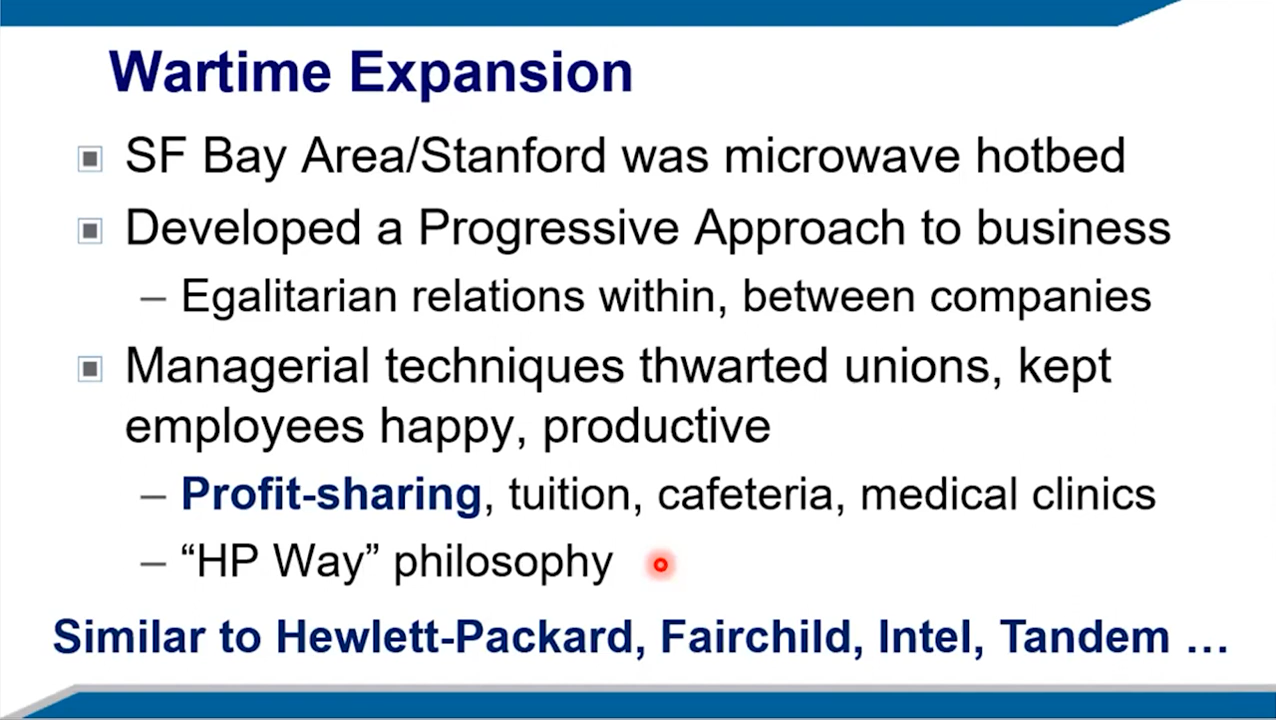 Wartime Expansion
SF Bay Area/Stanford was microwave hotbed
Developed a Progressive Approach to business
– Egalitarian relations within, between companies
Managerial techniques thwarted unions, kept
employees happy, productive
– Profit-sharing, tuition, cafeteria, medical clinics
– “HP Way” philosophy
Similar to Hewlett-Packard, Fairchild, Intel, Tandem …